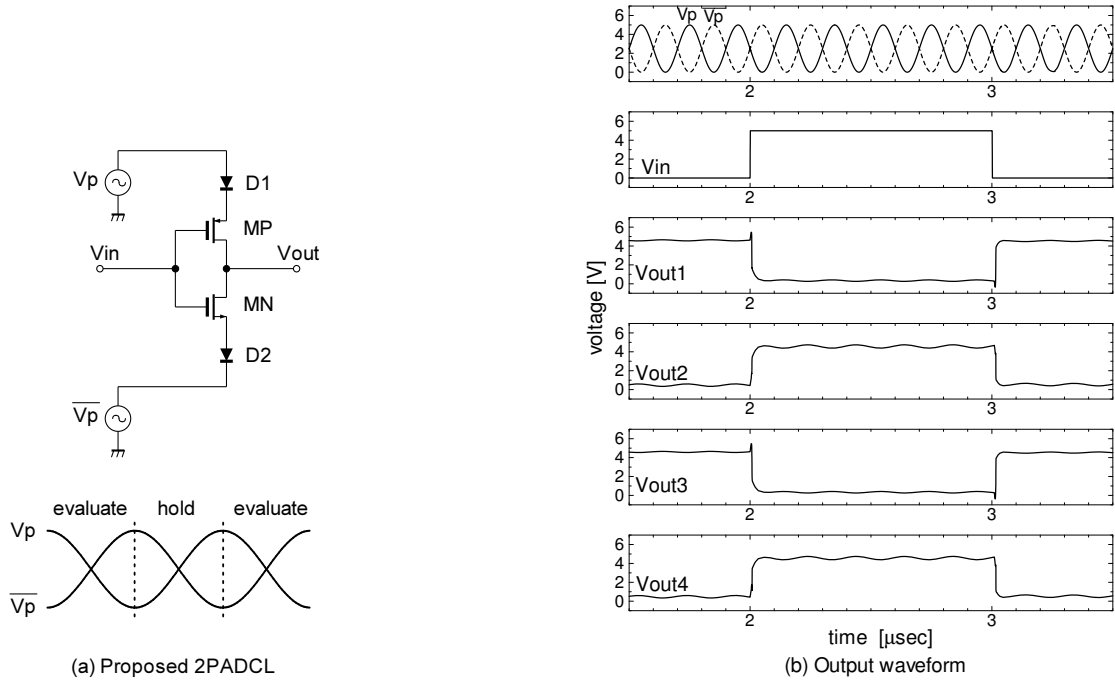 Vp
D1
MP
Vin
Vout
MN
D2
Vp
evaluate hold evaluate
Vp
Vp
(a) Proposed 2PADCL
Vp Vp
6
4
2
0
2 3
6
4
2
0
Vin
2 3
6
4
2
0
Vout1
2 3
voltage [V]
6
4
2
0
Vout2
2 3
6
4
2
0
Vout3
2 3
6
4
2
0
Vout4
2 3
time [μsec]
(b) Output waveform